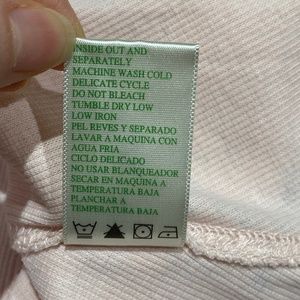 INSIDE OUT AND
SEPARATELY
MACHINE WASH COLD
DELICATE CYCLE
DO NOT BLEACH
TUMBLE DRY LOW
LOW IRON
PEL REVES Y SEPARADO
LAVAR A MAQUINA CON
AGUA FRIA
CICLO DELICADO
NO USAR BLANQUEADOR
SECAR EN MAQUINA A
TEMPERATURA BAJA
PLANCHAR A
TEMPERATURA BAJA